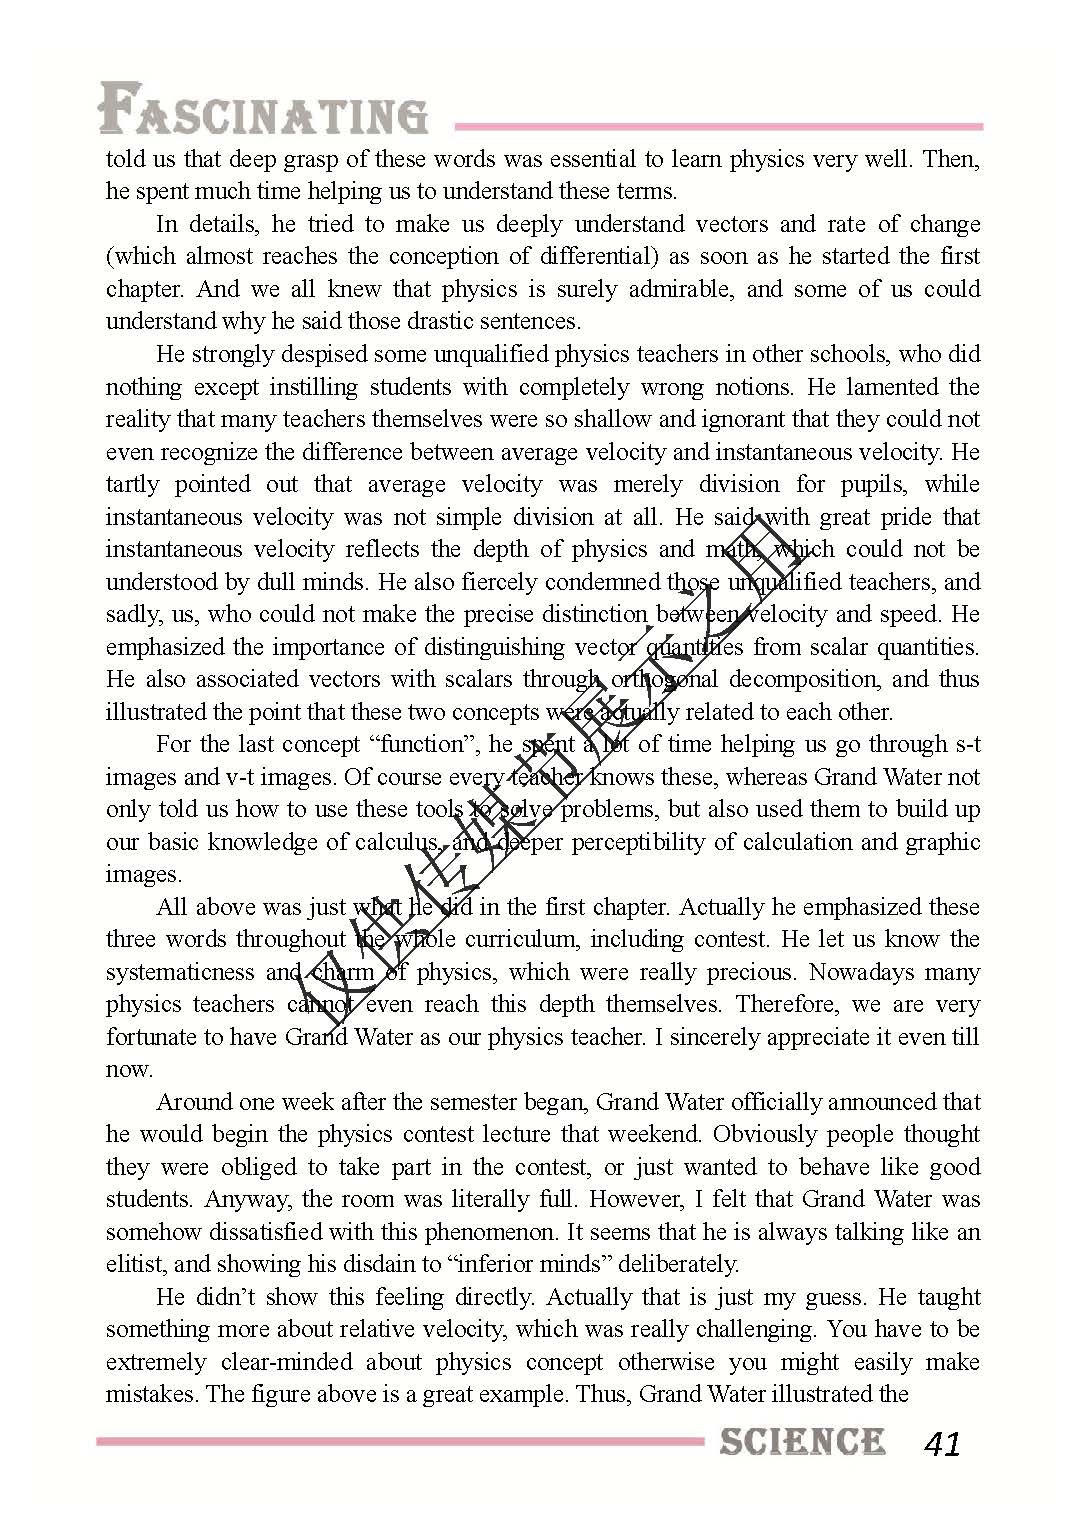 FASCINATING
told us that deep grasp of these words was essential to learn physics very well. Then,
he spent much time helping us to understand these terms.
In details, he tried to make us deeply understand vectors and rate of change
(which almost reaches the conception of differential) as soon as he started the first
chapter. And we all knew that physics is surely admirable, and some of us could
understand why he said those drastic sentences.
He strongly despised some unqualified physics teachers in other schools, who did
nothing except instilling students with completely wrong notions. He lamented the
reality that many teachers themselves were so shallow and ignorant that they could not
even recognize the difference between average velocity and instantaneous velocity. He
tartly pointed out that average velocity was merely division for pupils, while
instantaneous velocity was not simple division at all. He said with great pride that
instantaneous velocity reflects the depth of physics and math, which could not be
understood by dull minds. He also fiercely condemned those unqualified teachers, and
sadly, us, who could not make the precise distinction between velocity and speed. He
emphasized the importance of distinguishing vector quantities from scalar quantities.
He also associated vectors with scalars through orthogonal decomposition, and thus
illustrated the point that these two concepts were actually related to each other.
For the last concept “function”, he spent a lot of time helping us go through s-t
images and v-t images. Of course every teacher knows these, whereas Grand Water not
only told us how to use these tools to solve problems, but also used them to build up
our basic knowledge of calculus, and deeper perceptibility of calculation and graphic
images.
All above was just what he did in the first chapter. Actually he emphasized these
three words throughout the whole curriculum, including contest. He let us know the
systematicness and charm of physics, which were really precious. Nowadays many
physics teachers cannot even reach this depth themselves. Therefore, we are very
fortunate to have Grand Water as our physics teacher. I sincerely appreciate it even till
now.
Around one week after the semester began, Grand Water officially announced that
he would begin the physics contest lecture that weekend. Obviously people thought
they were obliged to take part in the contest, or just wanted to behave like good
students. Anyway, the room was literally full. However, I felt that Grand Water was
somehow dissatisfied with this phenomenon. It seems that he is always talking like an
elitist, and showing his disdain to “inferior minds” deliberately.
He didn’t show this feeling directly. Actually that is just my guess. He taught
something more about relative velocity, which was really challenging. You have to be
extremely clear-minded about physics concept otherwise you might easily make
mistakes. The figure above is a great example. Thus, Grand Water illustrated the
SCIENCE 41
仅供传媒书展示之用